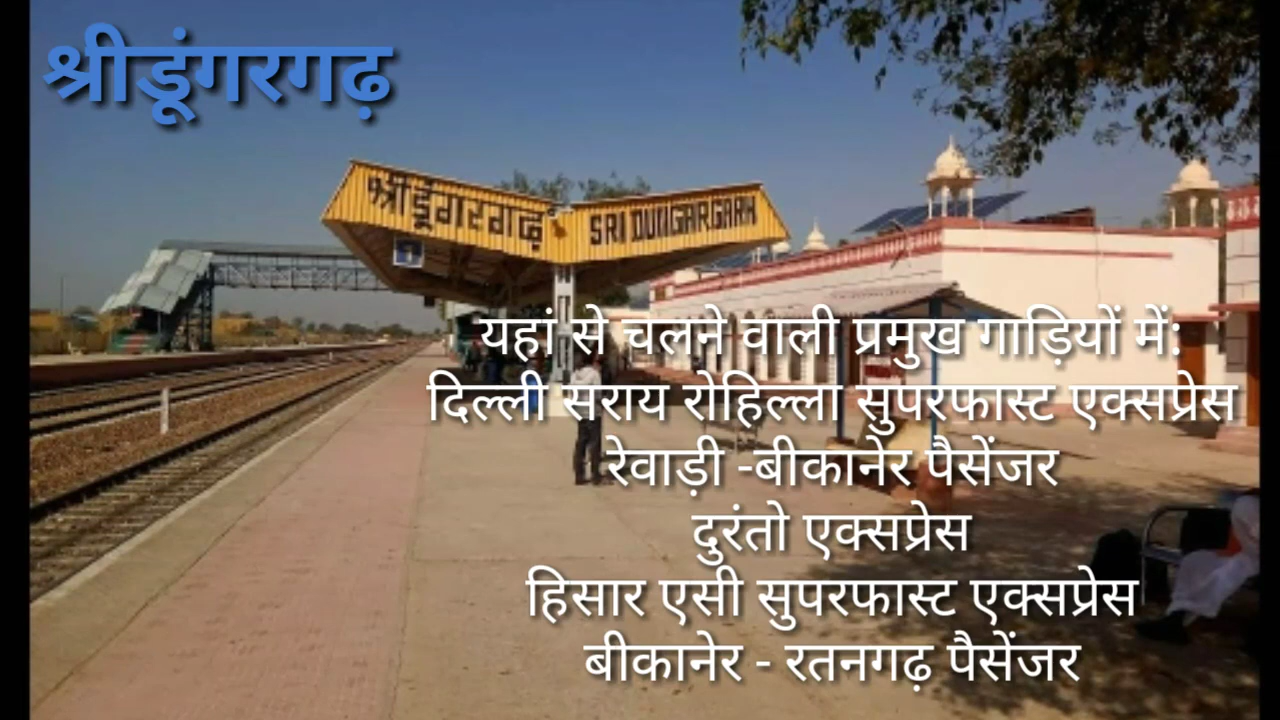 श्रीडूंगरगढ़
श्रीडूंगरगढ़ SRI DUNGARGARH
1
यहां से चलने वाली प्रमुख गाड़ियों में:
दिल्ली सराय रोहिल्ला सुपरफास्ट एक्सप्रेस
रेवाड़ी -बीकानेर पैसेंजर
दुरंतो एक्सप्रेस
हिसार एसी सुपरफास्ट एक्सप्रेस
बीकानेर - रतनगढ़ पैसेंजर